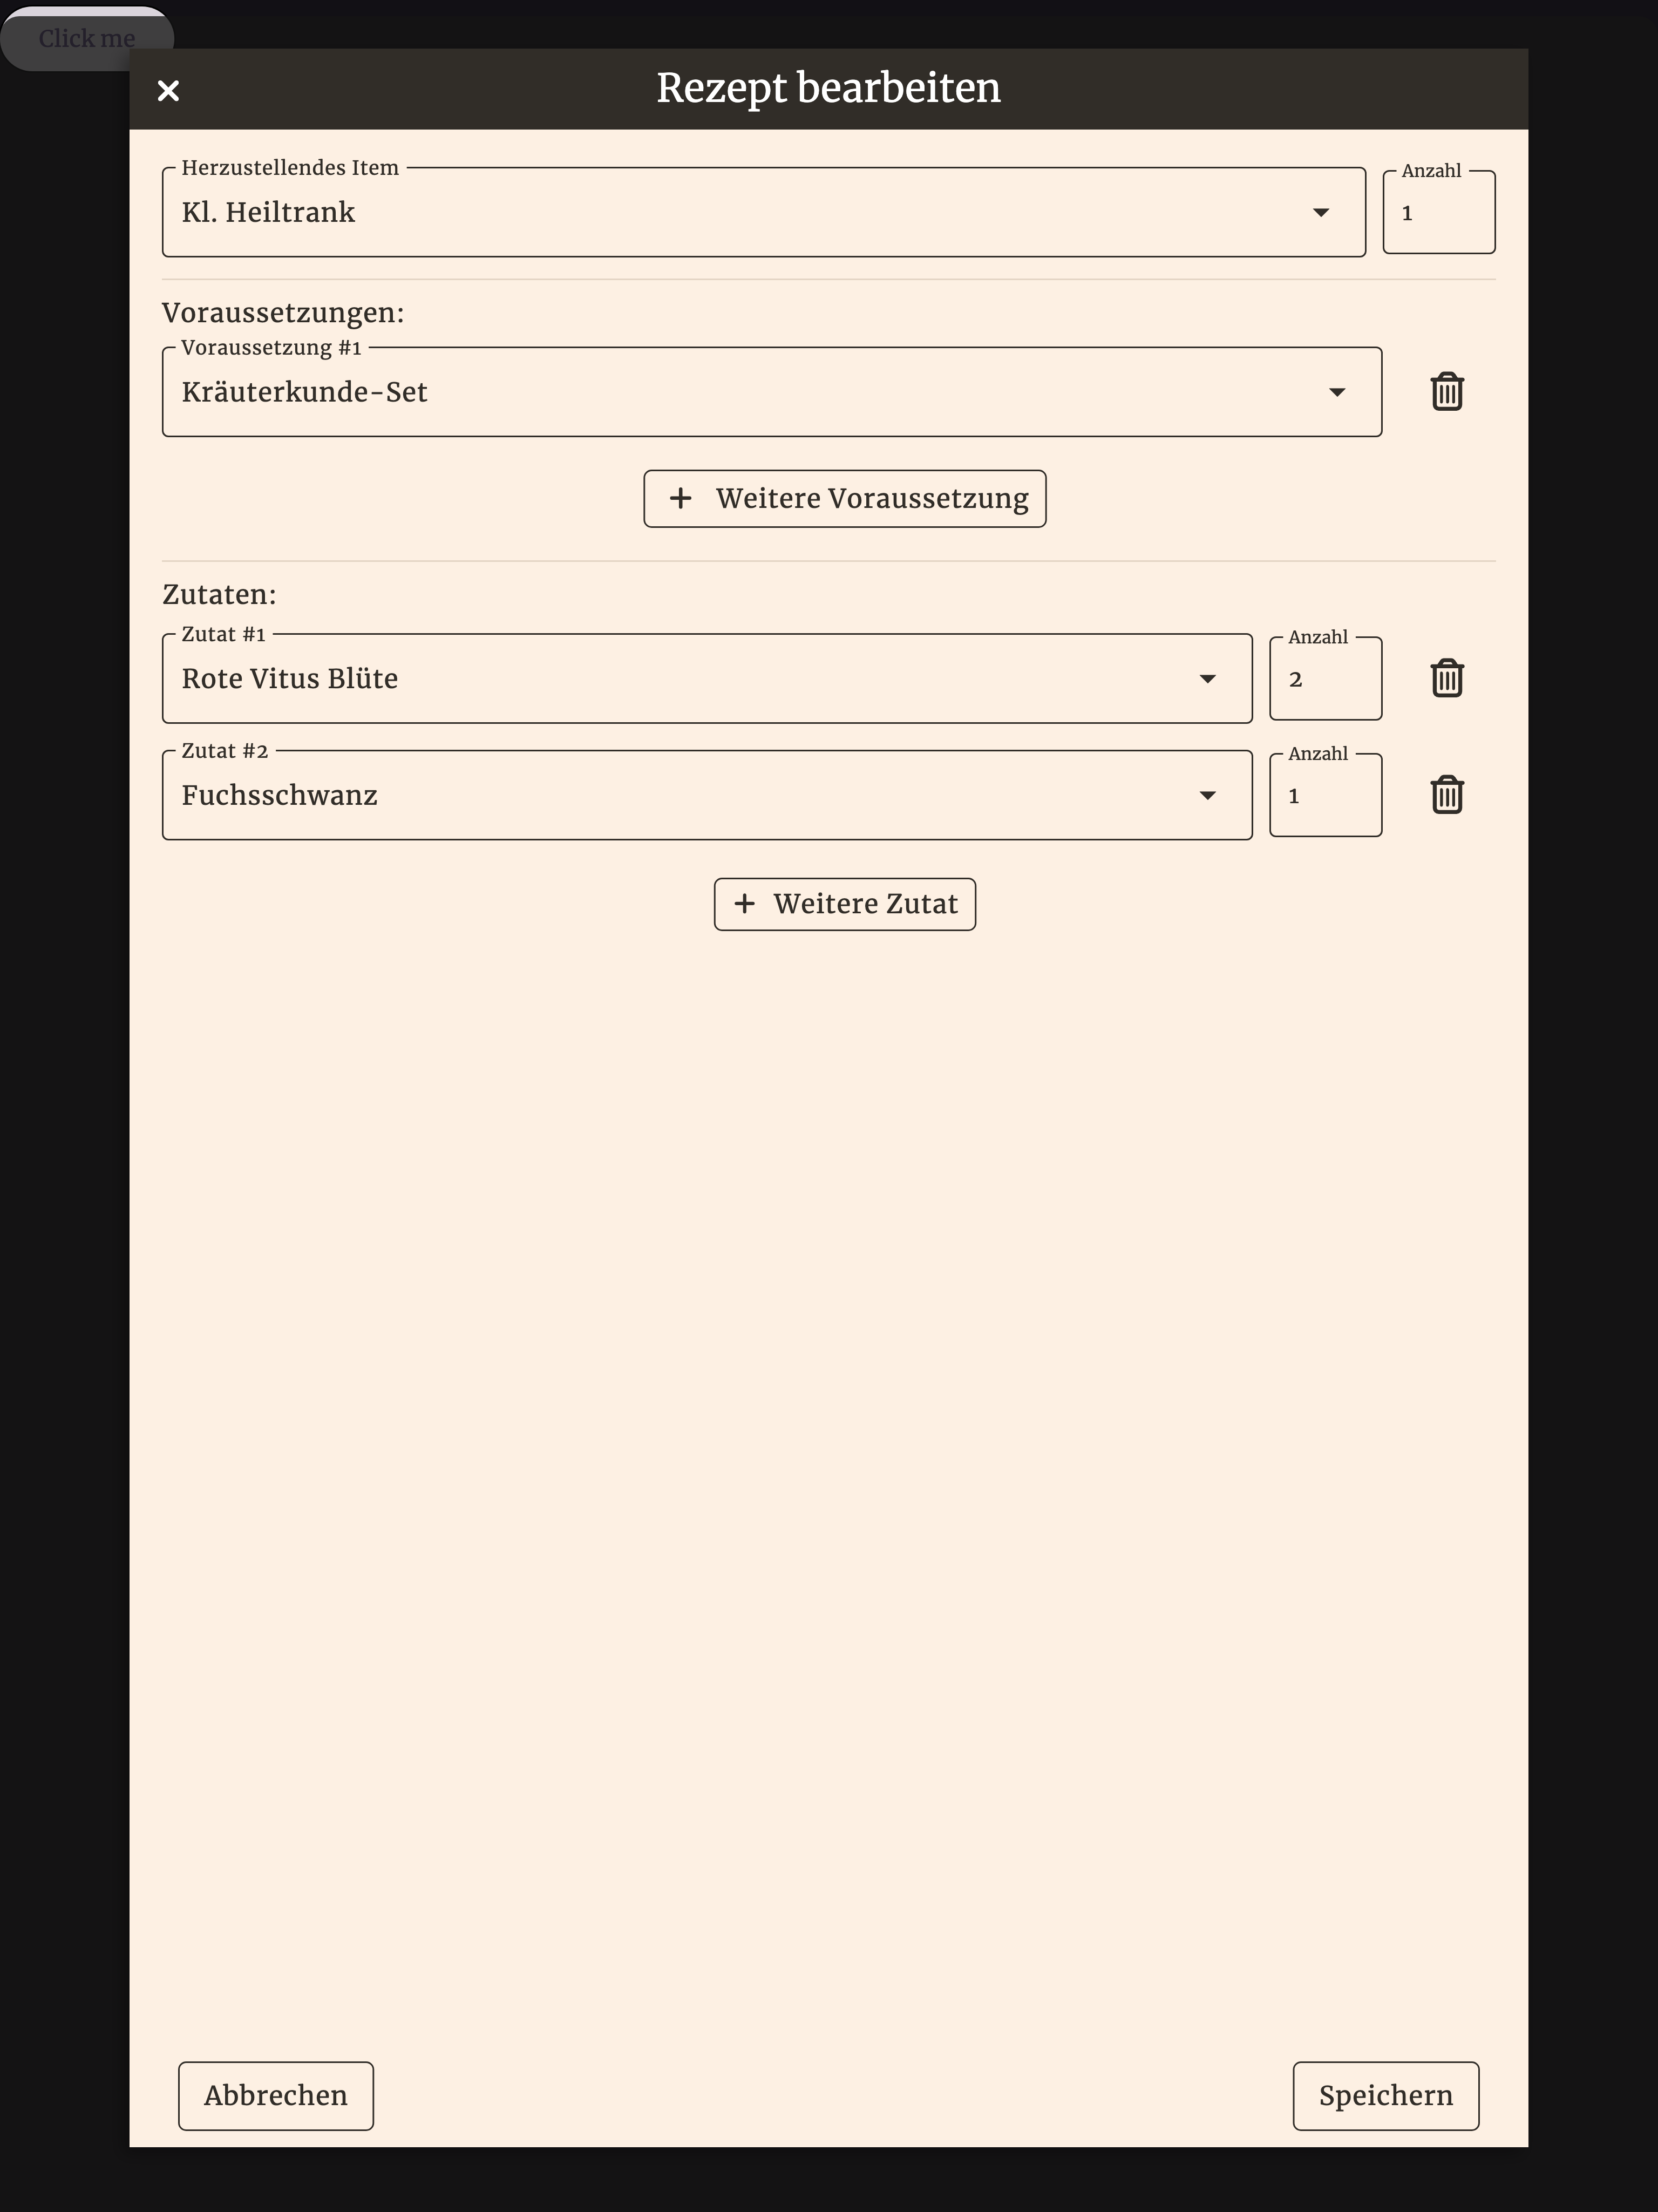 Click me
Rezept bearbeiten
Herzustellendes Item
Anzahl
Kl. Heiltrank
1
Voraussetzungen:
Voraussetzung #1
Kräuterkunde-Set
+ Weitere Voraussetzung
Zutaten:
Zutat #1
Anzahl
Rote Vitus Blüte
2
Zutat #2
Anzahl
Fuchsschwanz
1
+ Weitere Zutat
Abbrechen
Speichern